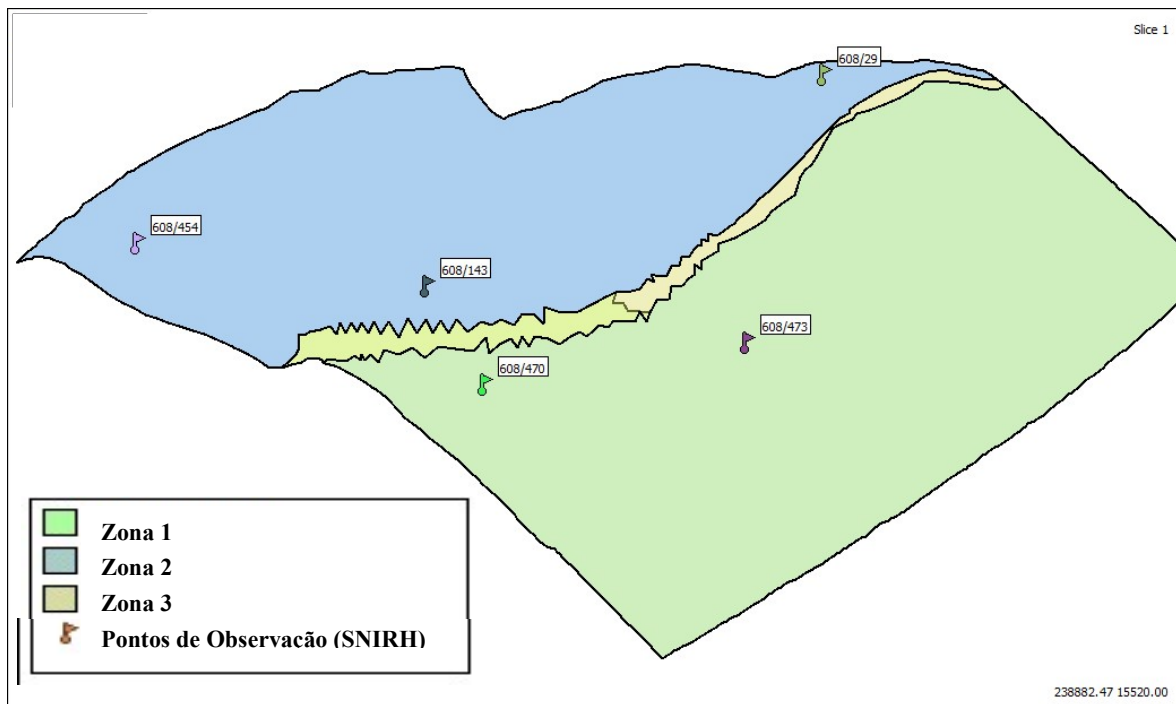 Slice 1
608/29
608/454
608/143
608/473
608/470
Zona 1
Zona 2
Zona 3
Pontos de Observação (SNIRH)
238882.47 15520.00